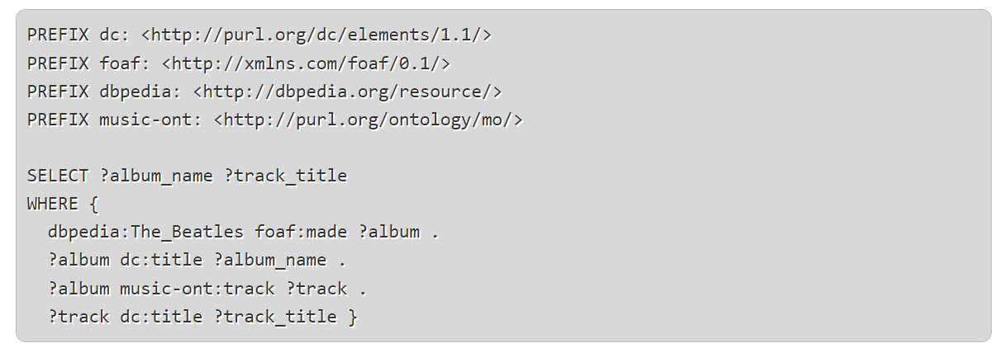 PREFIX dc: <http://purl.org/dc/elements/1.1/>
PREFIX foaf: <http://xmlns.com/foaf/0.1/>
PREFIX dbpedia: <http://dbpedia.org/resource/>
PREFIX music-ont: <http://purl.org/ontology/mo/>
SELECT ?album_name ?track_title
WHERE {
dbpedia:The_Beatles foaf:made ?album .
?album dc:title ?album_name .
?album music-ont:track ?track .
?track dc:title ?track_title }